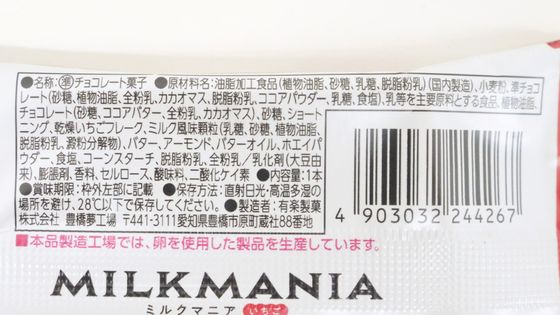 ●名称:㊣チョコレート菓子 ●原材料名:油脂加工食品(植物油脂、砂糖、乳糖、脱脂粉乳)(国内製造)、小麦粉、準チョコ
レート(砂糖、植物油脂、全粉乳、カカオマス、脱脂粉乳、ココアパウダー、乳糖、食塩)、乳等を主要原料とする食品、植物油脂、
チョコレート(砂糖、ココアバター、全粉乳、カカオマス)、砂糖、ショート
ニング、乾燥いちごフレーク、ミルク風味顆粒(乳糖、砂糖、植物油脂、
脱脂粉乳、澱粉分解物)、バター、アーモンド、バターオイル、ホエイパ
ウダー、食塩、コーンスターチ、脱脂粉乳、全粉乳/乳化剤(大豆由
来)、膨脹剤、香料、セルロース、酸味料、二酸化ケイ素 ●内容量:1本
●賞味期限:枠外左部に記載 ●保存方法:直射日光・高温多湿の
場所を避け、28℃以下で保存してください。 ●製造者:有楽製菓
株式会社 豊橋夢工場 〒441-3111愛知県豊橋市原町蔵社88番地
4 903032 244267
■本品製造工場では、卵を使用した製品を生産しています。
MILKMANIA
ミルクマニア いちご